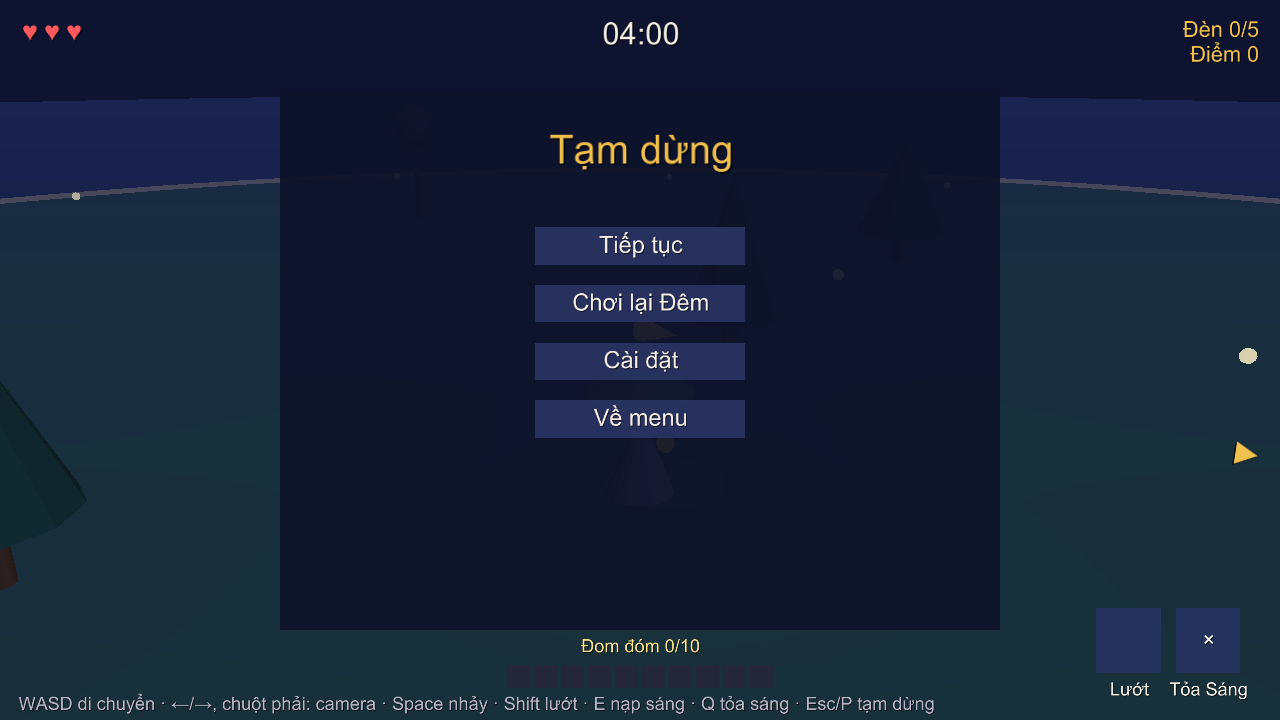 ♥ ♥ ♥
04:00
Đèn 0/5
Điểm 0
Tạm dừng
Tiếp tục
Chơi lại Đêm
Cài đặt
Về menu
Đom đóm 0/10
×
Lướt
Tỏa Sáng
WASD di chuyển · ←/→, chuột phải: camera · Space nhảy · Shift lướt · E nạp sáng · Q tỏa sáng · Esc/P tạm dừng